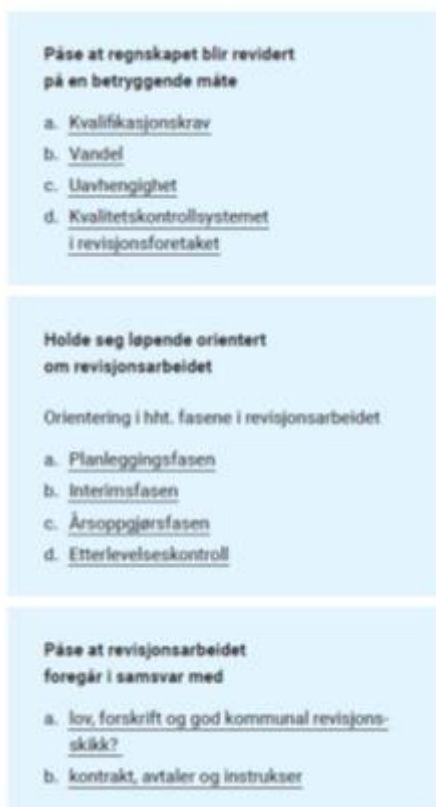 Påse at regnskapet blir revidert
på en betryggende måte
a. Kvalifikasjonskrav
b. Vandel
c. Uavhengighet
d. Kvalitetskontrollsystemet
i revisjonsforetaket
Holde seg løpende orientert
om revisjonsarbeidet
Orientering i hht. fasene i revisjonsarbeidet
a. Planleggingsfasen
b. Interimsfasen
c. Årsoppgjørsfasen
d. Etterlevelseskontroll
Påse at revisjonsarbeidet
foregår i samsvar med
a. lov, forskrift og god kommunal revisjons-
skikk?
b. kontrakt, avtaler og instrukser